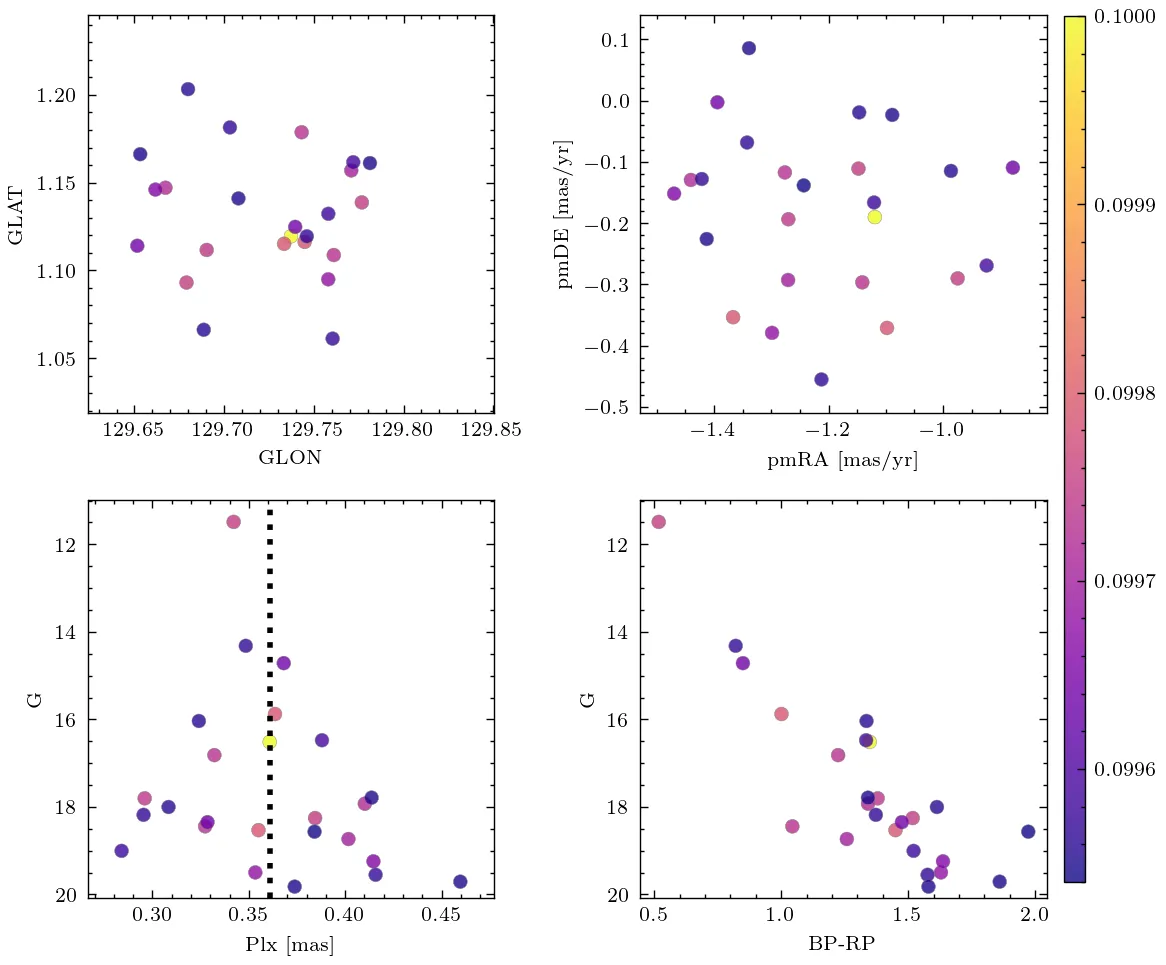 1.20
1.15
1.10
1.05
GLAT
129.65 129.70 129.75 129.80 129.85
GLON
0.1
0.0
−0.1
−0.2
−0.3
−0.4
−0.5
pmDE [mas/yr]
−1.4 −1.2 −1.0
pmRA [mas/yr]
12
14
16
18
20
G
0.30 0.35 0.40 0.45
Plx [mas]
12
14
16
18
20
G
0.5 1.0 1.5 2.0
BP-RP
0.1000
0.0999
0.0998
0.0997
0.0996